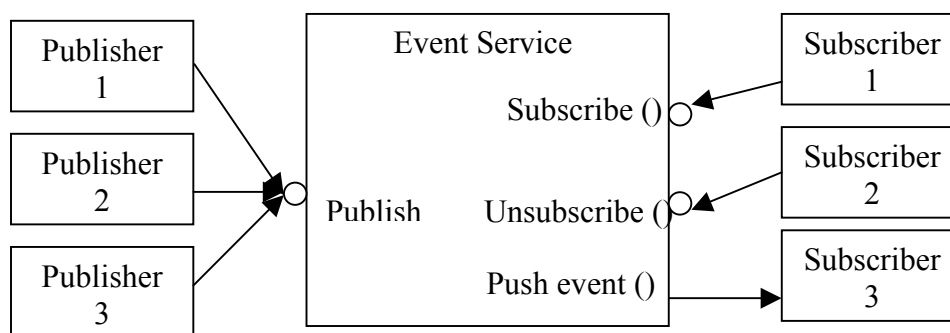 Publisher
1
Publisher
2
Publisher
3
Event Service
Subscribe ()
Publish
Unsubscribe ()
Push event ()
Subscriber
1
Subscriber
2
Subscriber
3